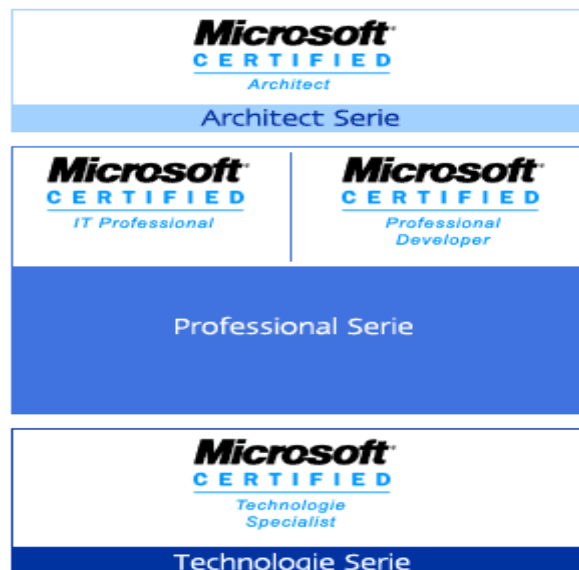 Microsoft
CERTIFIED
Architect
Architect Serie
Microsoft
CERTIFIED
IT Professional
Microsoft
CERTIFIED
Professional
Developer
Professional Serie
Microsoft
CERTIFIED
Technologie
Specialist
Technologie Serie